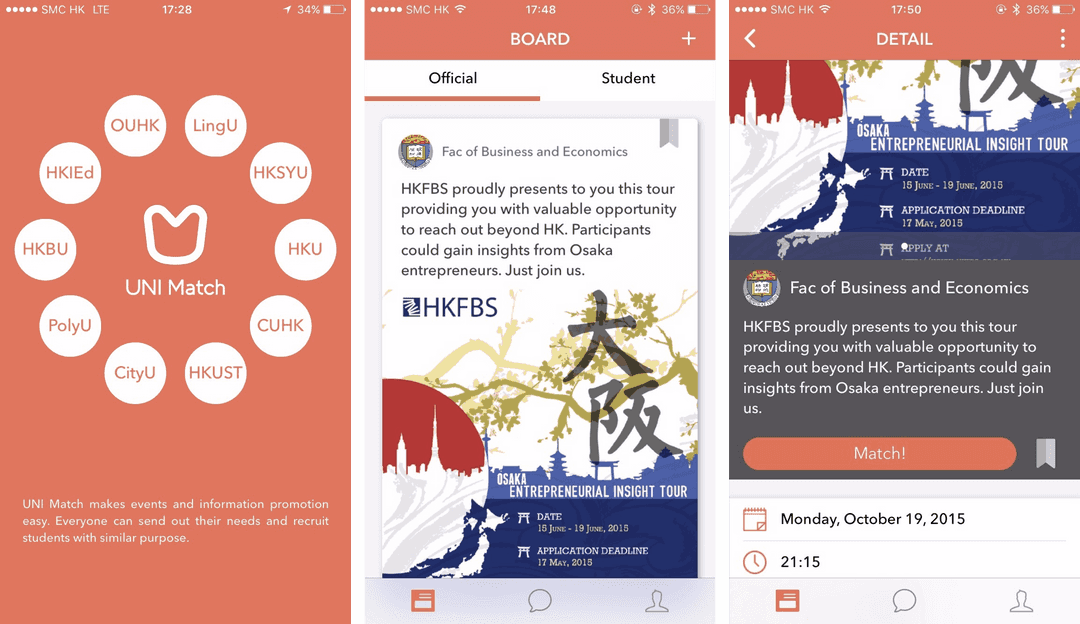 SMC HK LTE 17:28 34%
OUHK
LingU
HKIEd
HKSYU
HKBU
HKU
UNI Match
PolyU
CUHK
CityU
HKUST
UNI Match makes events and information promotion
easy. Everyone can send out their needs and recruit
students with similar purpose.
SMC HK 17:48 36%
BOARD +
Official Student
Fac of Business and Economics
HKFBS proudly presents to you this tour
providing you with valuable opportunity
to reach out beyond HK. Participants
could gain insights from Osaka
entrepreneurs. Just join us.
HKFBS
大
阪
OSAKA
ENTREPRENEURIAL INSIGHT TOUR
DATE
15 JUNE - 19 JUNE, 2015
APPLICATION DEADLINE
17 MAY, 2015
SMC HK 17:50 36%
DETAIL
阪
OSAKA
ENTREPRENEURIAL INSIGHT TOUR
DATE
15 JUNE - 19 JUNE, 2015
APPLICATION DEADLINE
17 MAY, 2015
APPLY AT
Fac of Business and Economics
HKFBS proudly presents to you this tour
providing you with valuable opportunity to
reach out beyond HK. Participants could gain
insights from Osaka entrepreneurs. Just join
us.
Match!
Monday, October 19, 2015
21:15